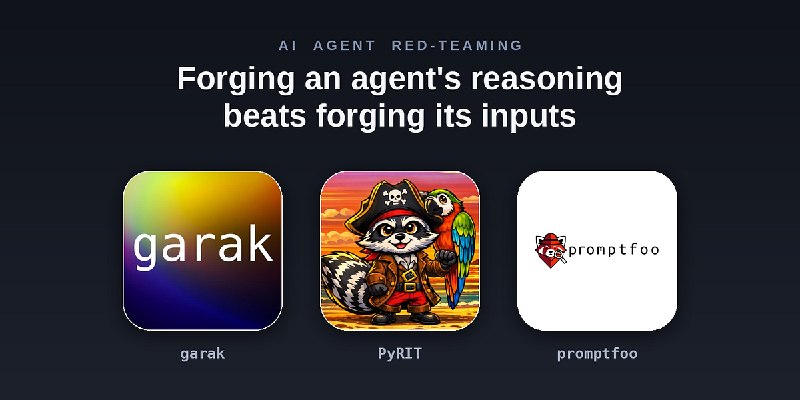 AI AGENT RED-TEAMING
Forging an agent's reasoning
beats forging its inputs
garak
promptfoo
garak
PyRIT
promptfoo